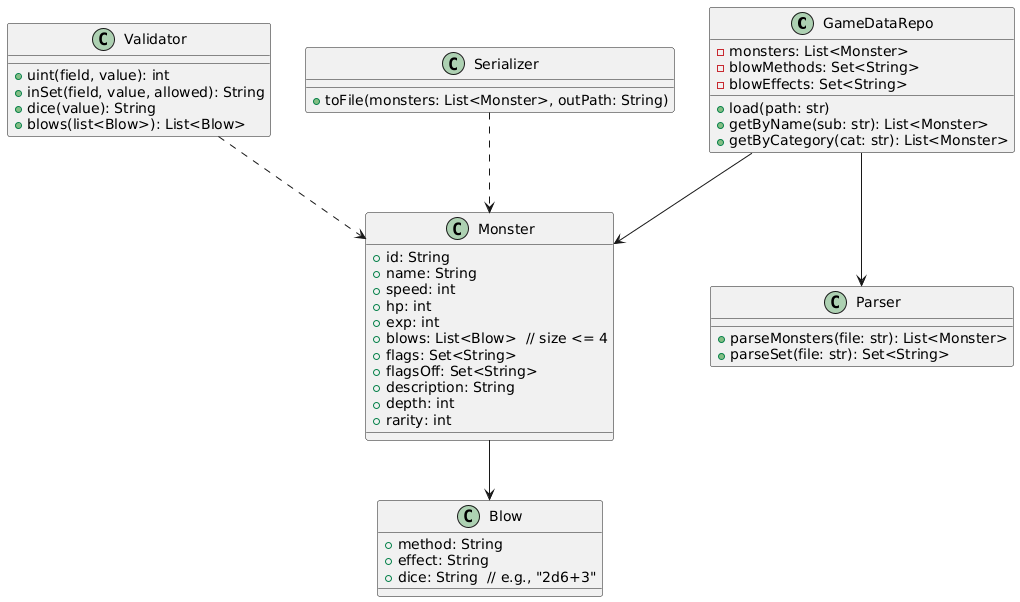 C Validator
uint(field, value): int
inSet(field, value, allowed): String
dice(value): String
blows(list<Blow>): List<Blow>
C Serializer
toFile(monsters: List<Monster>, outPath: String)
C GameDataRepo
monsters: List<Monster>
blowMethods: Set<String>
blowEffects: Set<String>
load(path: str)
getByName(sub: str): List<Monster>
getByCategory(cat: str): List<Monster>
C Monster
id: String
name: String
speed: int
hp: int
exp: int
blows: List<Blow>  // size <= 4
flags: Set<String>
flagsOff: Set<String>
description: String
depth: int
rarity: int
C Parser
parseMonsters(file: str): List<Monster>
parseSet(file: str): Set<String>
C Blow
method: String
effect: String
dice: String  // e.g., "2d6+3"